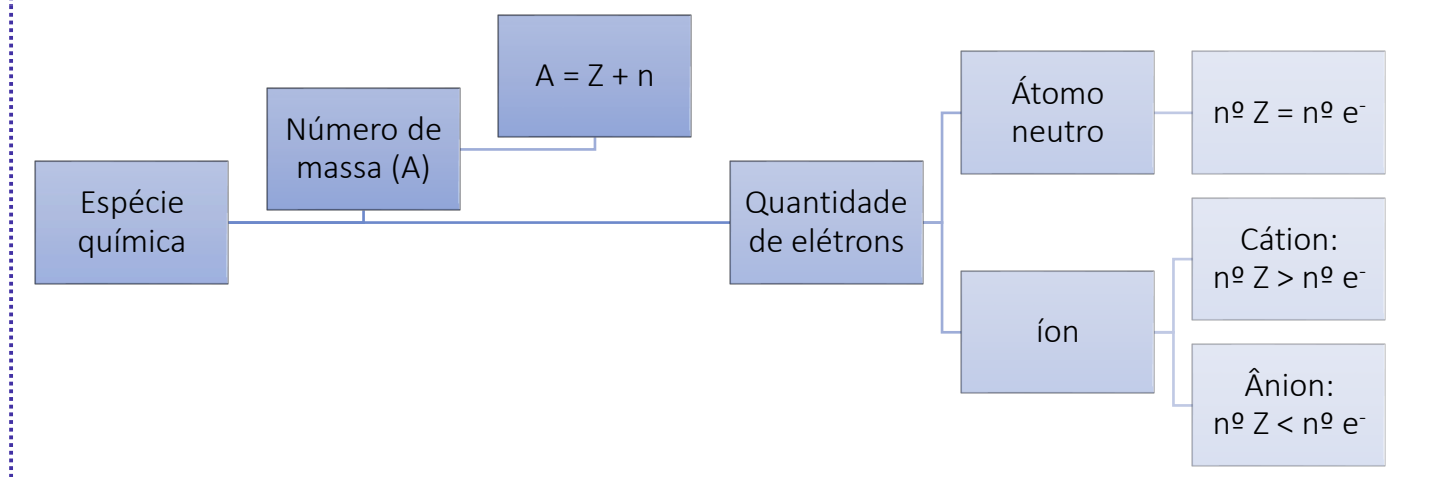 Espécie
química
Número de
massa (A)
A = Z + n
Quantidade
de elétrons
Átomo
neutro
nº Z = nº e⁻
íon
Cátion:
nº Z > nº e⁻
Ânion:
nº Z < nº e⁻